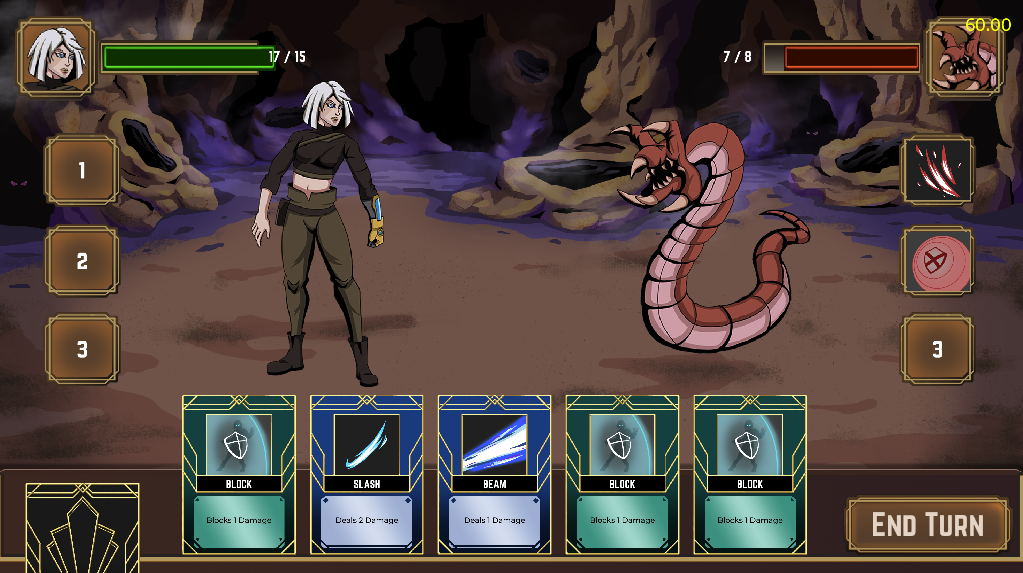 60.00
17 / 15
7 / 8
1
2
3
3
BLOCK
Blocks 1 Damage
SLASH
Deals 2 Damage
BEAM
Deals 1 Damage
BLOCK
Blocks 1 Damage
BLOCK
Blocks 1 Damage
END TURN